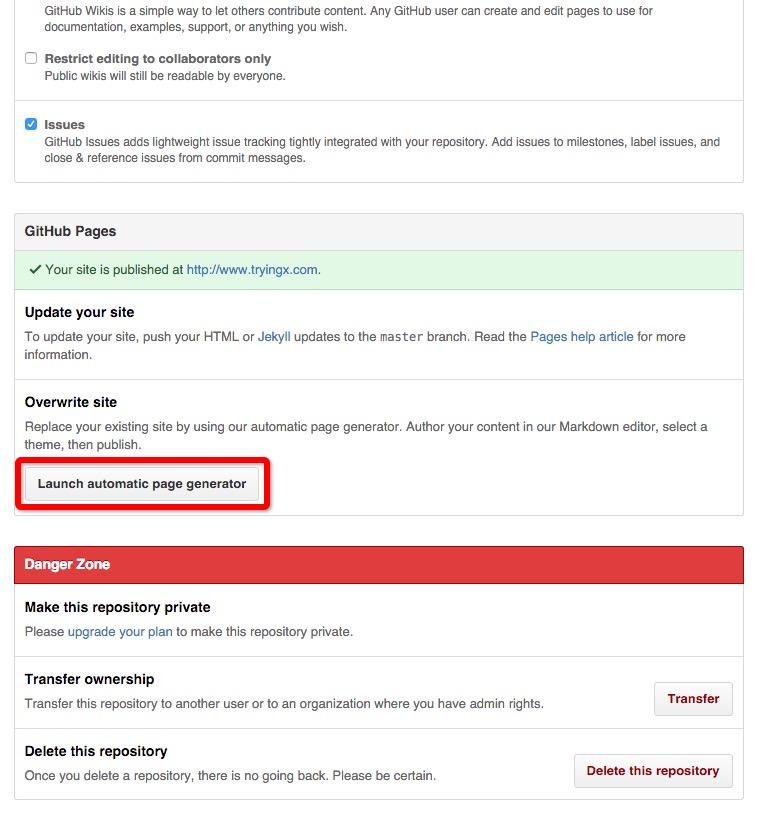 GitHub Wikis is a simple way to let others contribute content. Any GitHub user can create and edit pages to use for
documentation, examples, support, or anything you wish.
Restrict editing to collaborators only
Public wikis will still be readable by everyone.
Issues
GitHub Issues adds lightweight issue tracking tightly integrated with your repository. Add issues to milestones, label issues, and
close & reference issues from commit messages.
GitHub Pages
Your site is published at http://www.tryingx.com.
Update your site
To update your site, push your HTML or Jekyll updates to the master branch. Read the Pages help article for more
information.
Overwrite site
Replace your existing site by using our automatic page generator. Author your content in our Markdown editor, select a
theme, then publish.
Launch automatic page generator
Danger Zone
Make this repository private
Please upgrade your plan to make this repository private.
Transfer ownership
Transfer this repository to another user or to an organization where you have admin rights.
Transfer
Delete this repository
Once you delete a repository, there is no going back. Please be certain.
Delete this repository